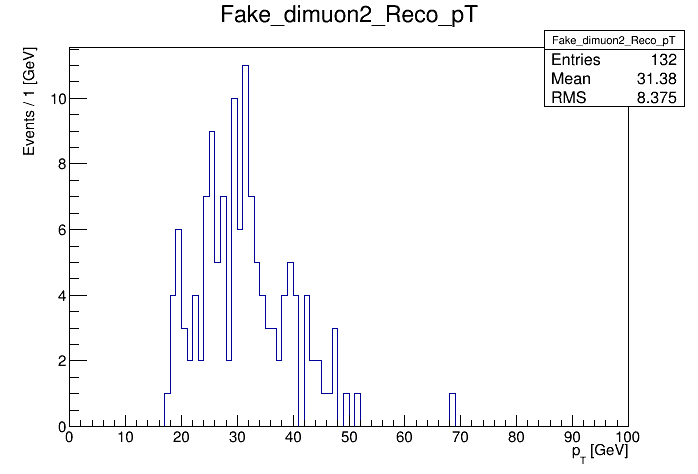 Fake_dimuon2_Reco_pT
Fake_dimuon2_Reco_pT
Entries 132
Mean 31.38
RMS 8.375
Events / 1 [GeV]
10
8
6
4
2
0
0 10 20 30 40 50 60 70 80 90 100
p_T [GeV]